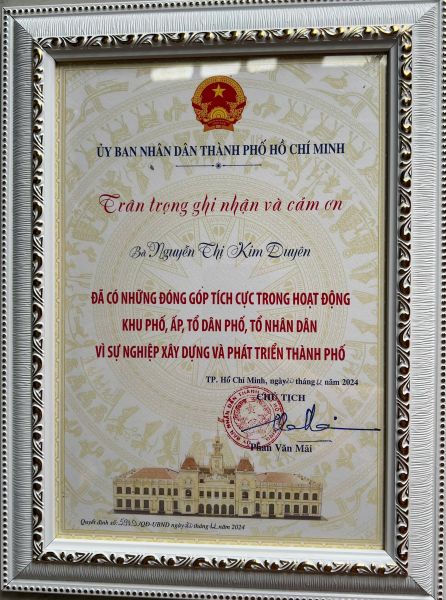 ỦY BAN NHÂN DÂN THÀNH PHỐ HỒ CHÍ MINH
Trân trọng ghi nhận và cảm ơn
Bà Nguyễn Thị Kim Duyên
ĐÃ CÓ NHỮNG ĐÓNG GÓP TÍCH CỰC TRONG HOẠT ĐỘNG
KHU PHỐ, ẤP, TỔ DÂN PHỐ, TỔ NHÂN DÂN
VÌ SỰ NGHIỆP XÂY DỰNG VÀ PHÁT TRIỂN THÀNH PHỐ
TP. Hồ Chí Minh, ngày tháng năm 2024
CHỦ TỊCH
Phan Văn Mãi
Quyết định số: /QĐ-UBND ngày tháng năm 2024